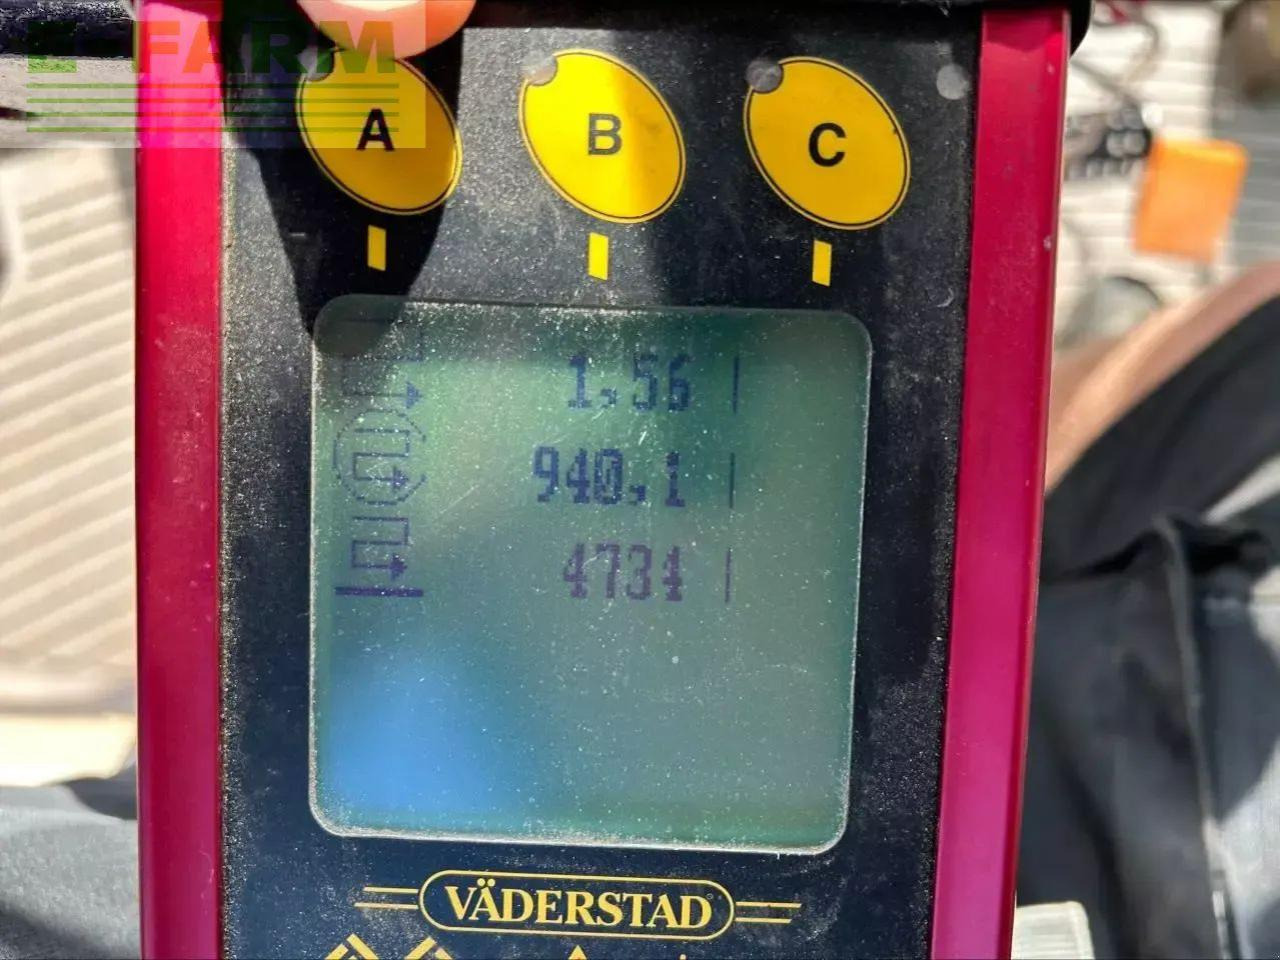 E-FARM
A B C
1.56
940.1
4734
VÄDERSTAD